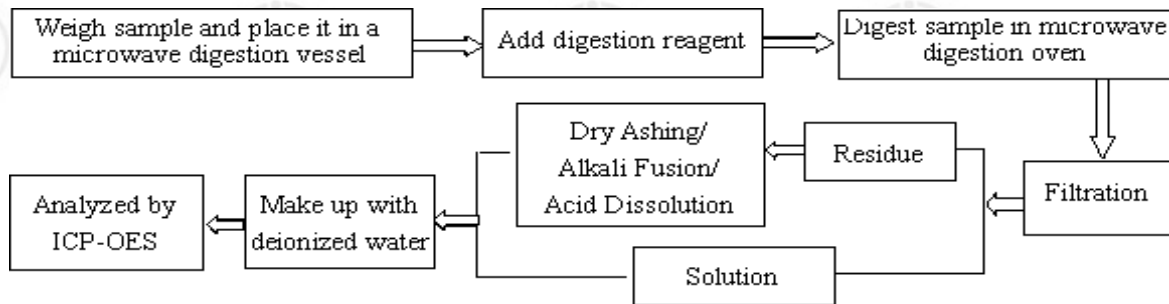 Weigh sample and place it in a
microwave digestion vessel
Add digestion reagent
Digest sample in microwave
digestion oven
Filtration
Residue
Dry Ashing/
Alkali Fusion/
Acid Dissolution
Solution
Make up with
deionized water
Analyzed by
ICP-OES